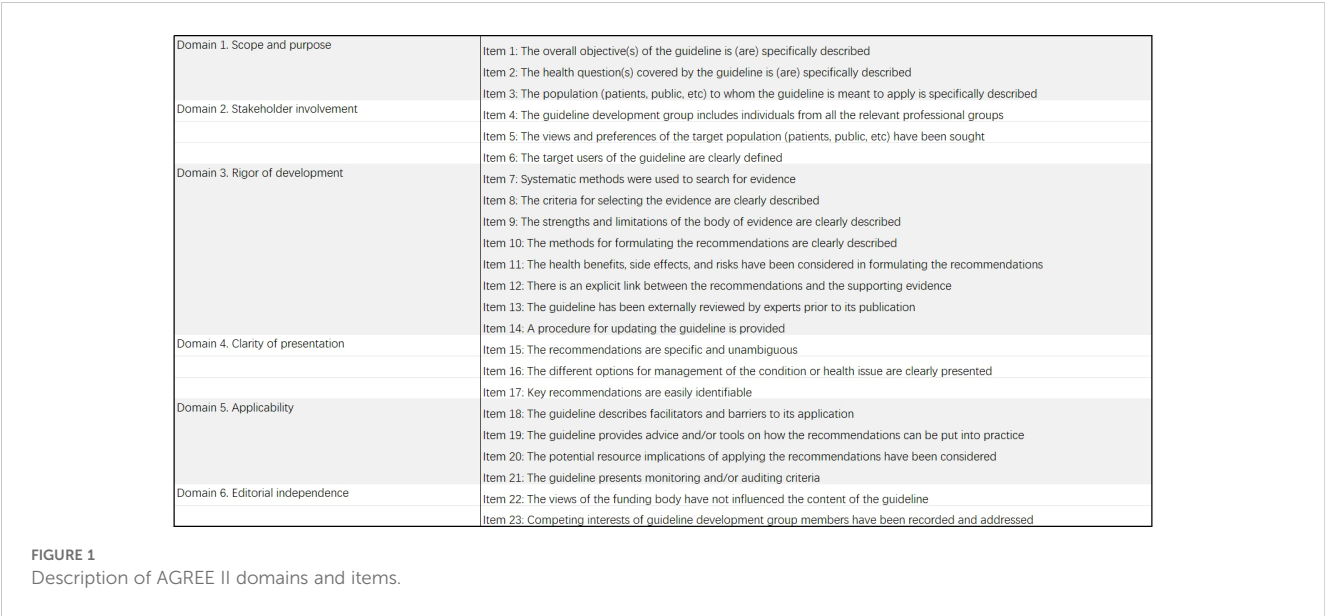 Domain 1. Scope and purpose
Item 1: The overall objective(s) of the guideline is (are) specifically described
Item 2: The health question(s) covered by the guideline is (are) specifically described
Item 3: The population (patients, public, etc) to whom the guideline is meant to apply is specifically described
Domain 2. Stakeholder involvement
Item 4: The guideline development group includes individuals from all the relevant professional groups
Item 5: The views and preferences of the target population (patients, public, etc) have been sought
Item 6: The target users of the guideline are clearly defined
Domain 3. Rigor of development
Item 7: Systematic methods were used to search for evidence
Item 8: The criteria for selecting the evidence are clearly described
Item 9: The strengths and limitations of the body of evidence are clearly described
Item 10: The methods for formulating the recommendations are clearly described
Item 11: The health benefits, side effects, and risks have been considered in formulating the recommendations
Item 12: There is an explicit link between the recommendations and the supporting evidence
Item 13: The guideline has been externally reviewed by experts prior to its publication
Item 14: A procedure for updating the guideline is provided
Domain 4. Clarity of presentation
Item 15: The recommendations are specific and unambiguous
Item 16: The different options for management of the condition or health issue are clearly presented
Item 17: Key recommendations are easily identifiable
Domain 5. Applicability
Item 18: The guideline describes facilitators and barriers to its application
Item 19: The guideline provides advice and/or tools on how the recommendations can be put into practice
Item 20: The potential resource implications of applying the recommendations have been considered
Item 21: The guideline presents monitoring and/or auditing criteria
Domain 6. Editorial independence
Item 22: The views of the funding body have not influenced the content of the guideline
Item 23: Competing interests of guideline development group members have been recorded and addressed
FIGURE 1
Description of AGREE II domains and items.